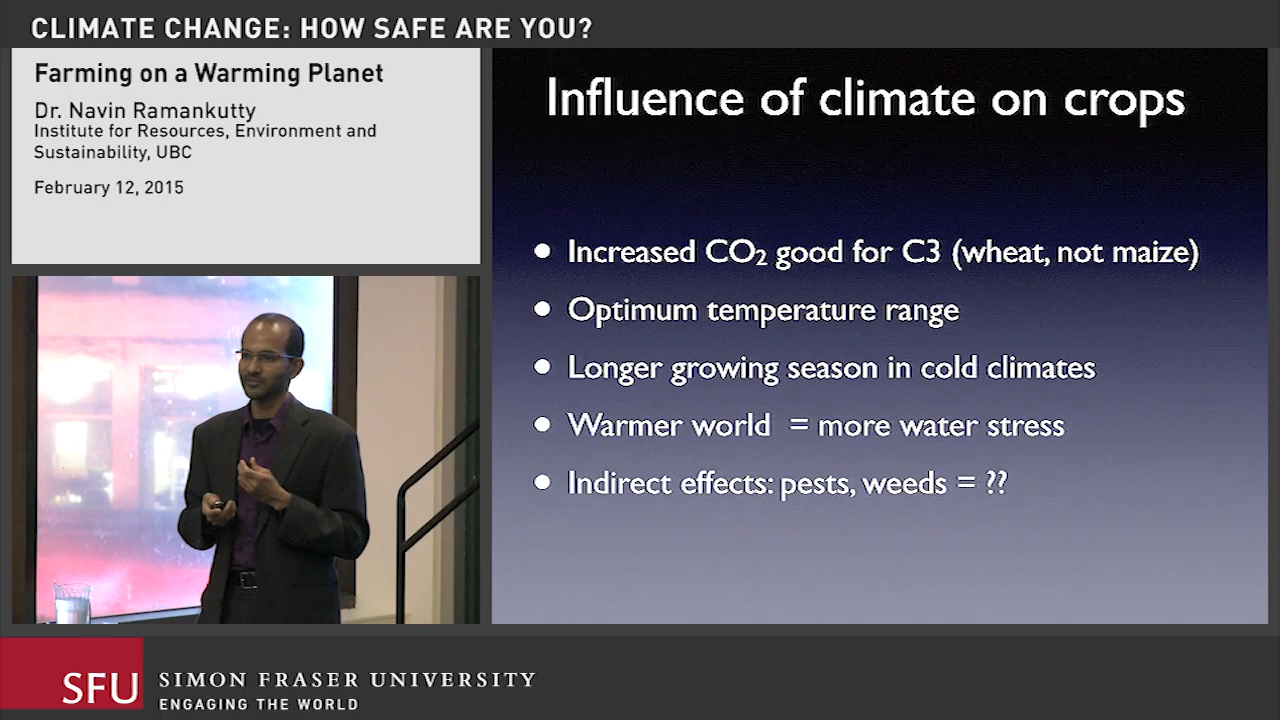 CLIMATE CHANGE: HOW SAFE ARE YOU?
Farming on a Warming Planet
Dr. Navin Ramankutty
Institute for Resources, Environment and
Sustainability, UBC
February 12, 2015
Influence of climate on crops
• Increased CO₂ good for C3 (wheat, not maize)
• Optimum temperature range
• Longer growing season in cold climates
• Warmer world = more water stress
• Indirect effects: pests, weeds = ??
SFU
SIMON FRASER UNIVERSITY
ENGAGING THE WORLD